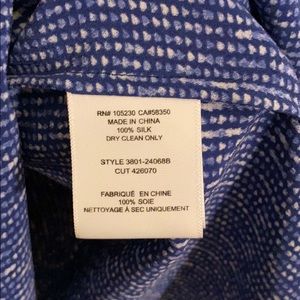 RN# 105230 CA#58350
MADE IN CHINA
100% SILK
DRY CLEAN ONLY
STYLE 3801-24068B
CUT 426070
FABRIQUÉ EN CHINE
100% SOIE
NETTOYAGE À SEC UNIQUEMENT